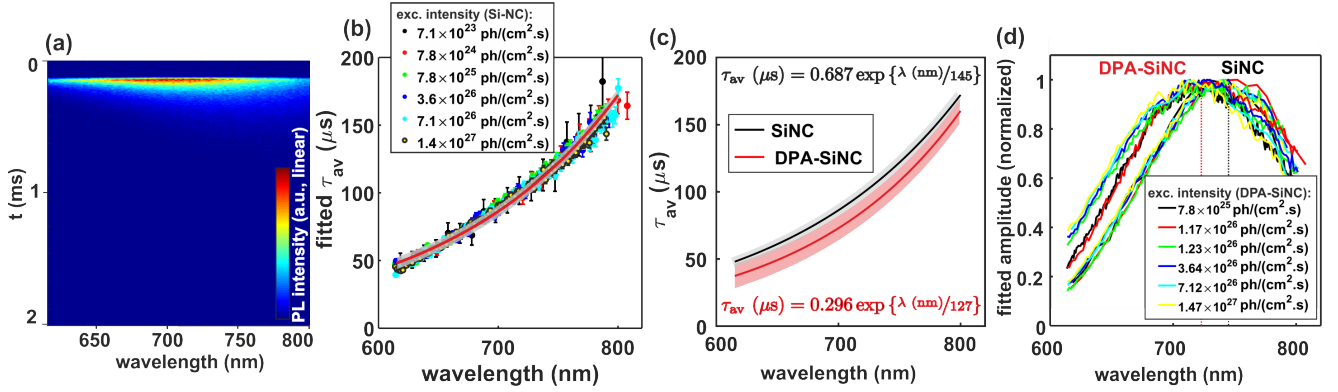 (a)
0
1
2
t (ms)
650
700
750
800
wavelength (nm)
PL intensity (a.u., linear)
(b)
exc. intensity (Si-NC):
7.1×10²³ ph/(cm².s)
7.8×10²⁴ ph/(cm².s)
7.8×10²⁵ ph/(cm².s)
3.6×10²⁶ ph/(cm².s)
7.1×10²⁶ ph/(cm².s)
1.4×10²⁷ ph/(cm².s)
200
150
100
50
0
fitted τav (μs)
600
700
800
wavelength (nm)
(c)
τav (μs) = 0.687 exp {λ (nm)/145}
SiNC
DPA-SiNC
τav (μs) = 0.296 exp {λ (nm)/127}
200
150
100
50
0
τav (μs)
600
700
800
wavelength (nm)
(d)
DPA-SiNC
SiNC
exc. intensity (DPA-SiNC):
7.8×10²⁵ ph/(cm².s)
1.17×10²⁶ ph/(cm².s)
1.23×10²⁶ ph/(cm².s)
3.64×10²⁶ ph/(cm².s)
7.12×10²⁶ ph/(cm².s)
1.47×10²⁷ ph/(cm².s)
1
0.8
0.6
0.4
0.2
0
fitted amplitude (normalized)
600
700
800
wavelength (nm)